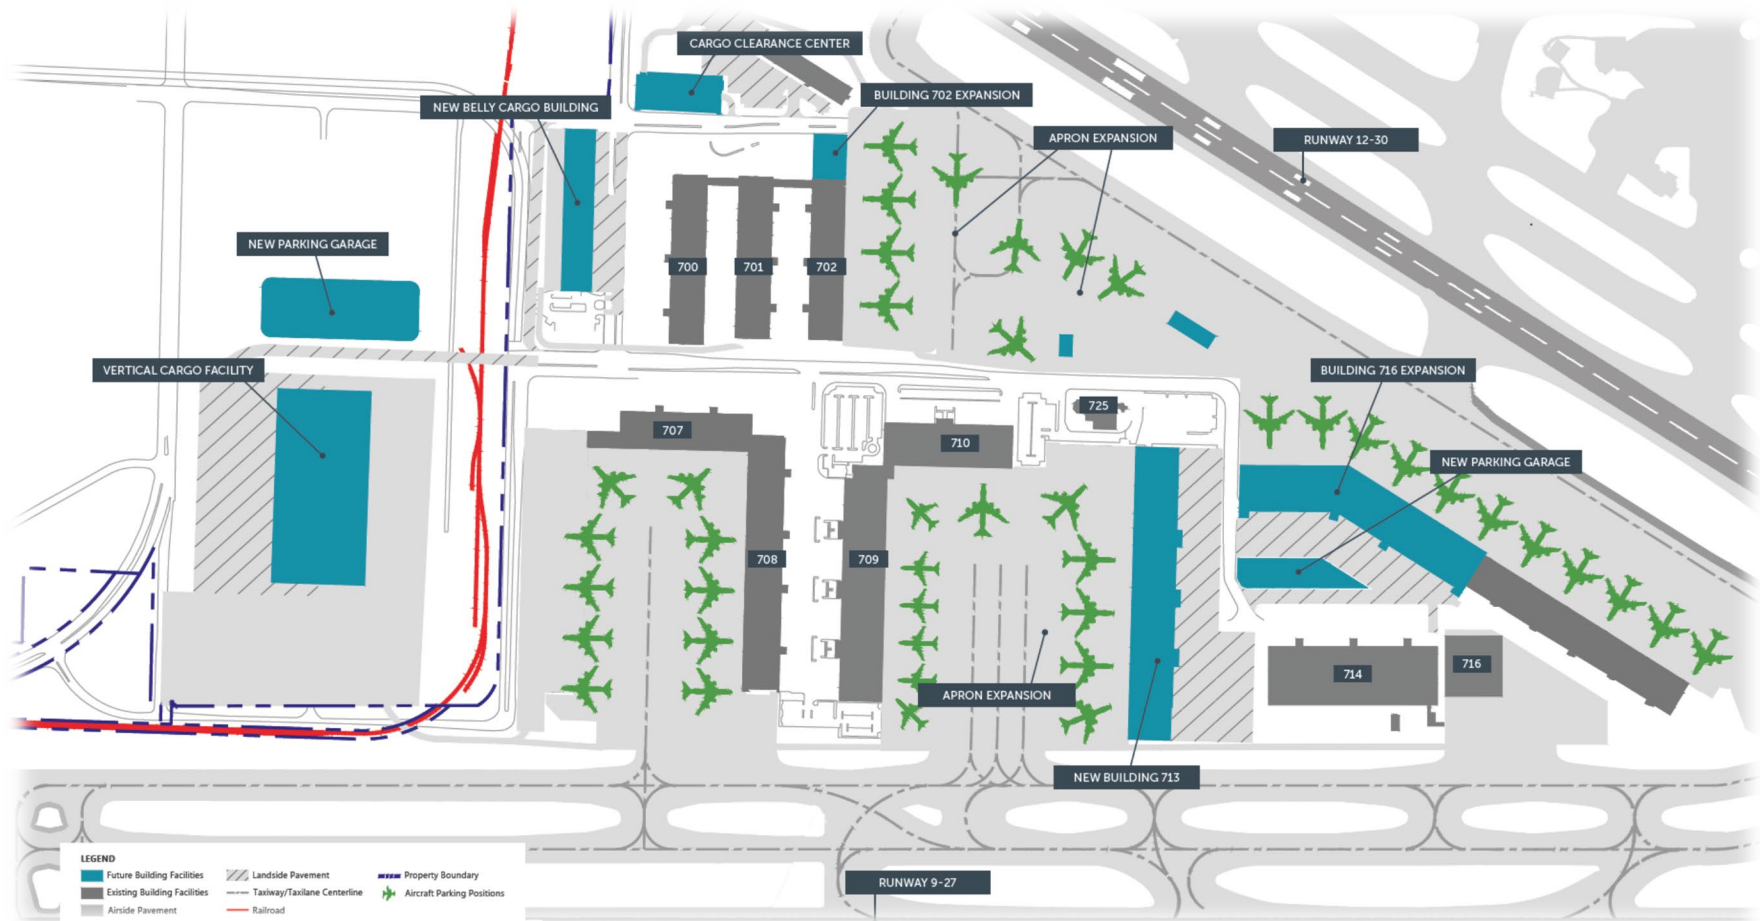 CARGO CLEARANCE CENTER
NEW BELLY CARGO BUILDING
BUILDING 702 EXPANSION
APRON EXPANSION
RUNWAY 12-30
NEW PARKING GARAGE
700
701
702
VERTICAL CARGO FACILITY
BUILDING 716 EXPANSION
725
707
710
NEW PARKING GARAGE
708
709
714
716
APRON EXPANSION
NEW BUILDING 713
RUNWAY 9-27
LEGEND
Future Building Facilities
Existing Building Facilities
Airside Pavement
Landside Pavement
Taxiway/Taxilane Centerline
Railroad
Property Boundary
Aircraft Parking Positions